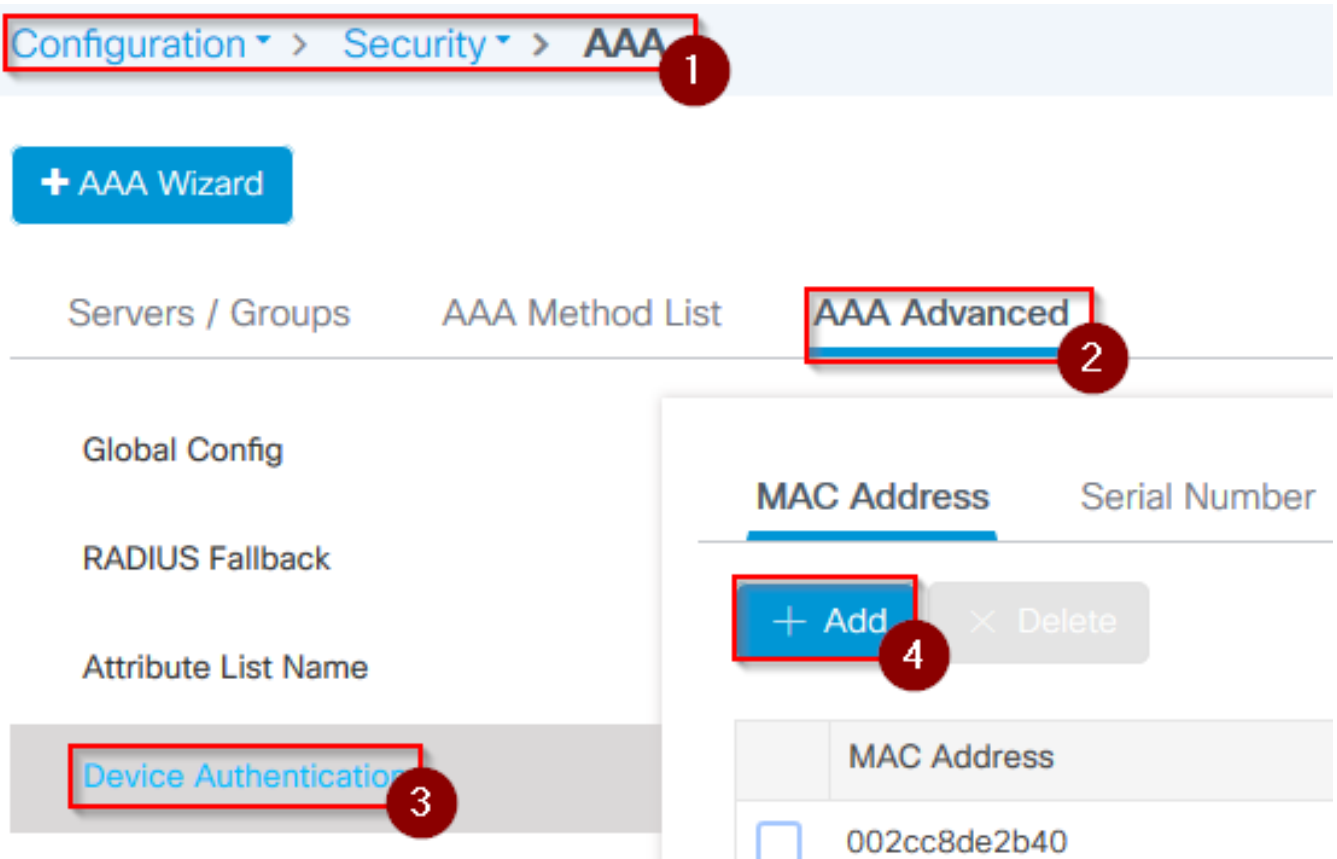 Configuration > Security > AAA
1
+ AAA Wizard
Servers / Groups AAA Method List AAA Advanced
2
Global Config
MAC Address Serial Number
RADIUS Fallback
+ Add × Delete
4
Attribute List Name
MAC Address
Device Authentication
3
002cc8de2b40